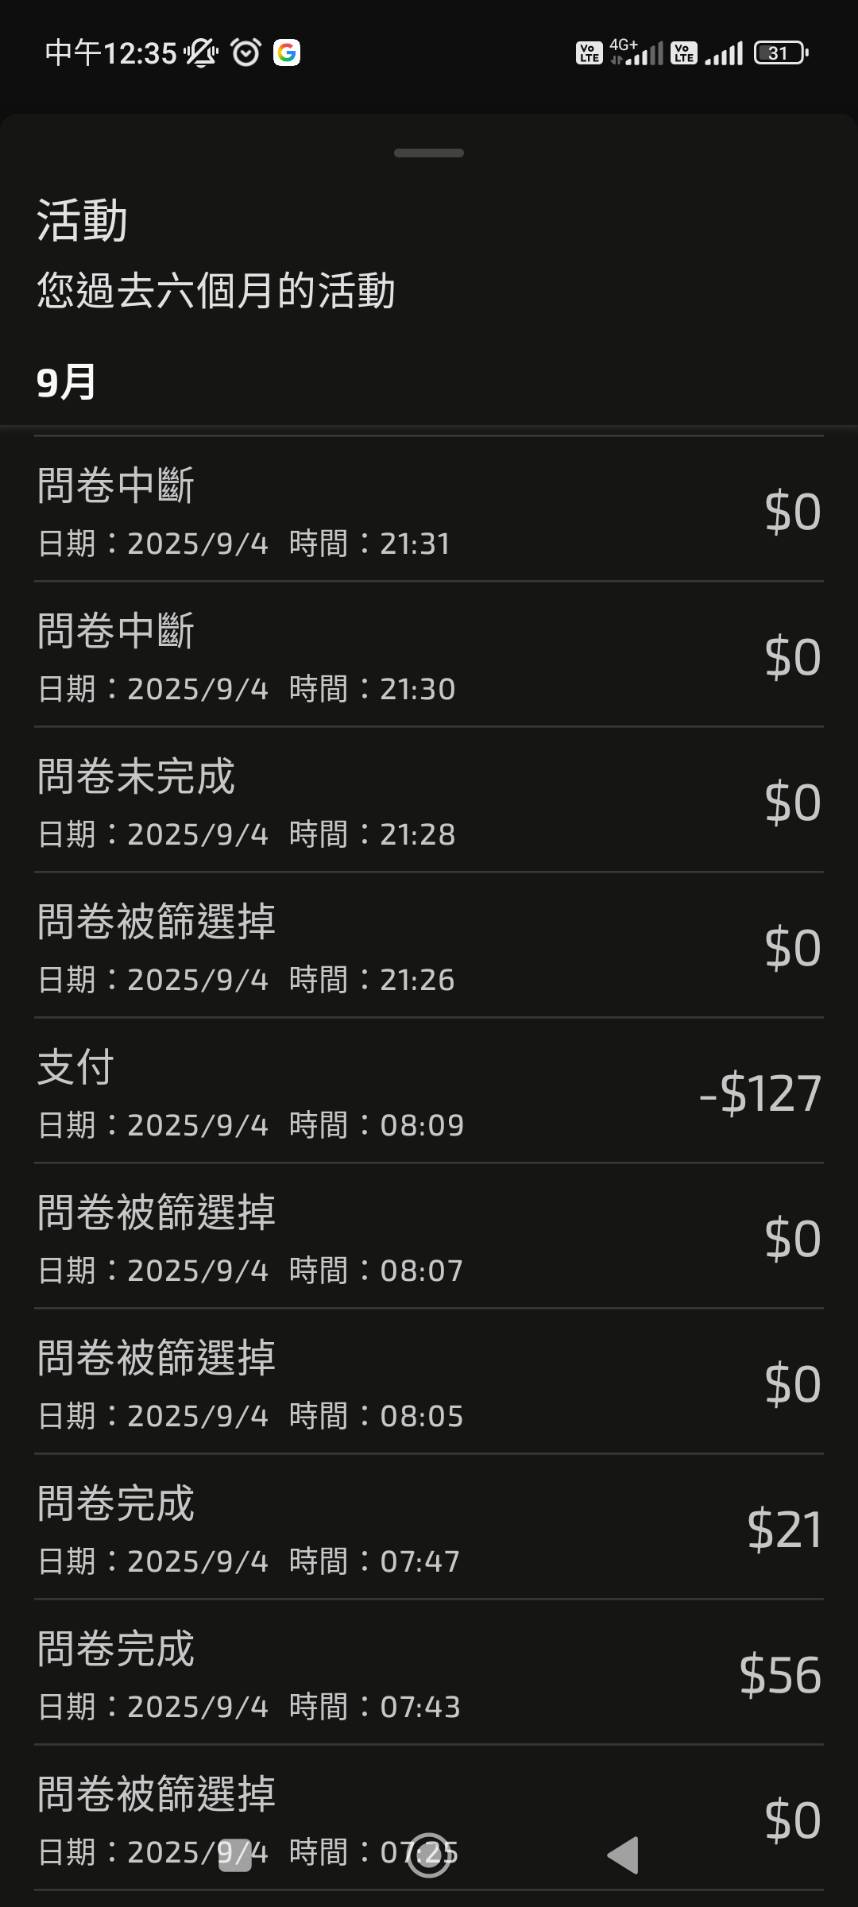 中午12:35
Vo LTE 4G+ Vo LTE 31
活動
您過去六個月的活動
9月
問卷中斷
$0
日期：2025/9/4 時間：21:31
問卷中斷
$0
日期：2025/9/4 時間：21:30
問卷未完成
$0
日期：2025/9/4 時間：21:28
問卷被篩選掉
$0
日期：2025/9/4 時間：21:26
支付
-$127
日期：2025/9/4 時間：08:09
問卷被篩選掉
$0
日期：2025/9/4 時間：08:07
問卷被篩選掉
$0
日期：2025/9/4 時間：08:05
問卷完成
$21
日期：2025/9/4 時間：07:47
問卷完成
$56
日期：2025/9/4 時間：07:43
問卷被篩選掉
$0
日期：2025/9/4 時間：07:25